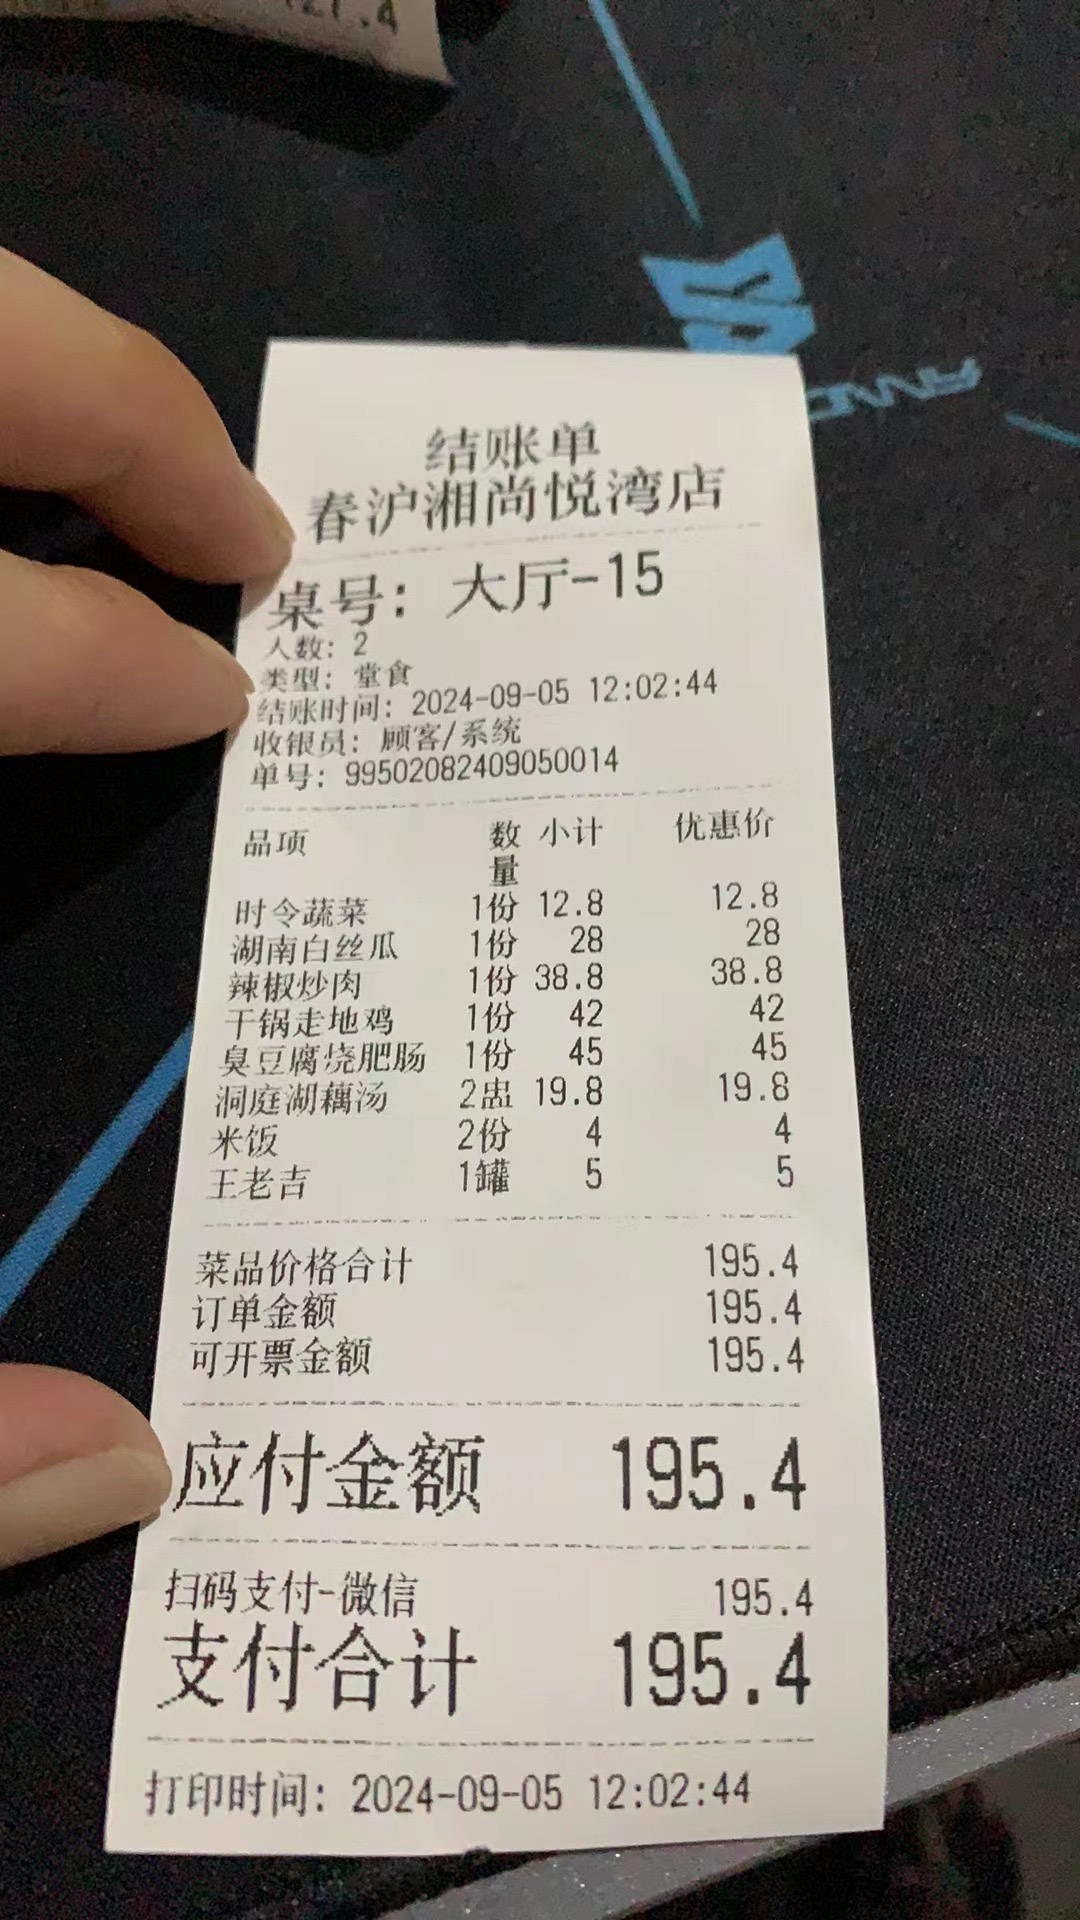 121.4
结账单
春沪湘尚悦湾店
桌号: 大厅-15
人数: 2
类型: 堂食
结账时间: 2024-09-05 12:02:44
收银员: 顾客/系统
单号: 99502082409050014
品项 数量 小计 优惠价
时令蔬菜 1份 12.8 12.8
湖南白丝瓜 1份 28 28
辣椒炒肉 1份 38.8 38.8
干锅走地鸡 1份 42 42
臭豆腐烧肥肠 1份 45 45
洞庭湖藕汤 2盅 19.8 19.8
米饭 2份 4 4
王老吉 1罐 5 5
菜品价格合计 195.4
订单金额 195.4
可开票金额 195.4
应付金额 195.4
扫码支付-微信 195.4
支付合计 195.4
打印时间: 2024-09-05 12:02:44